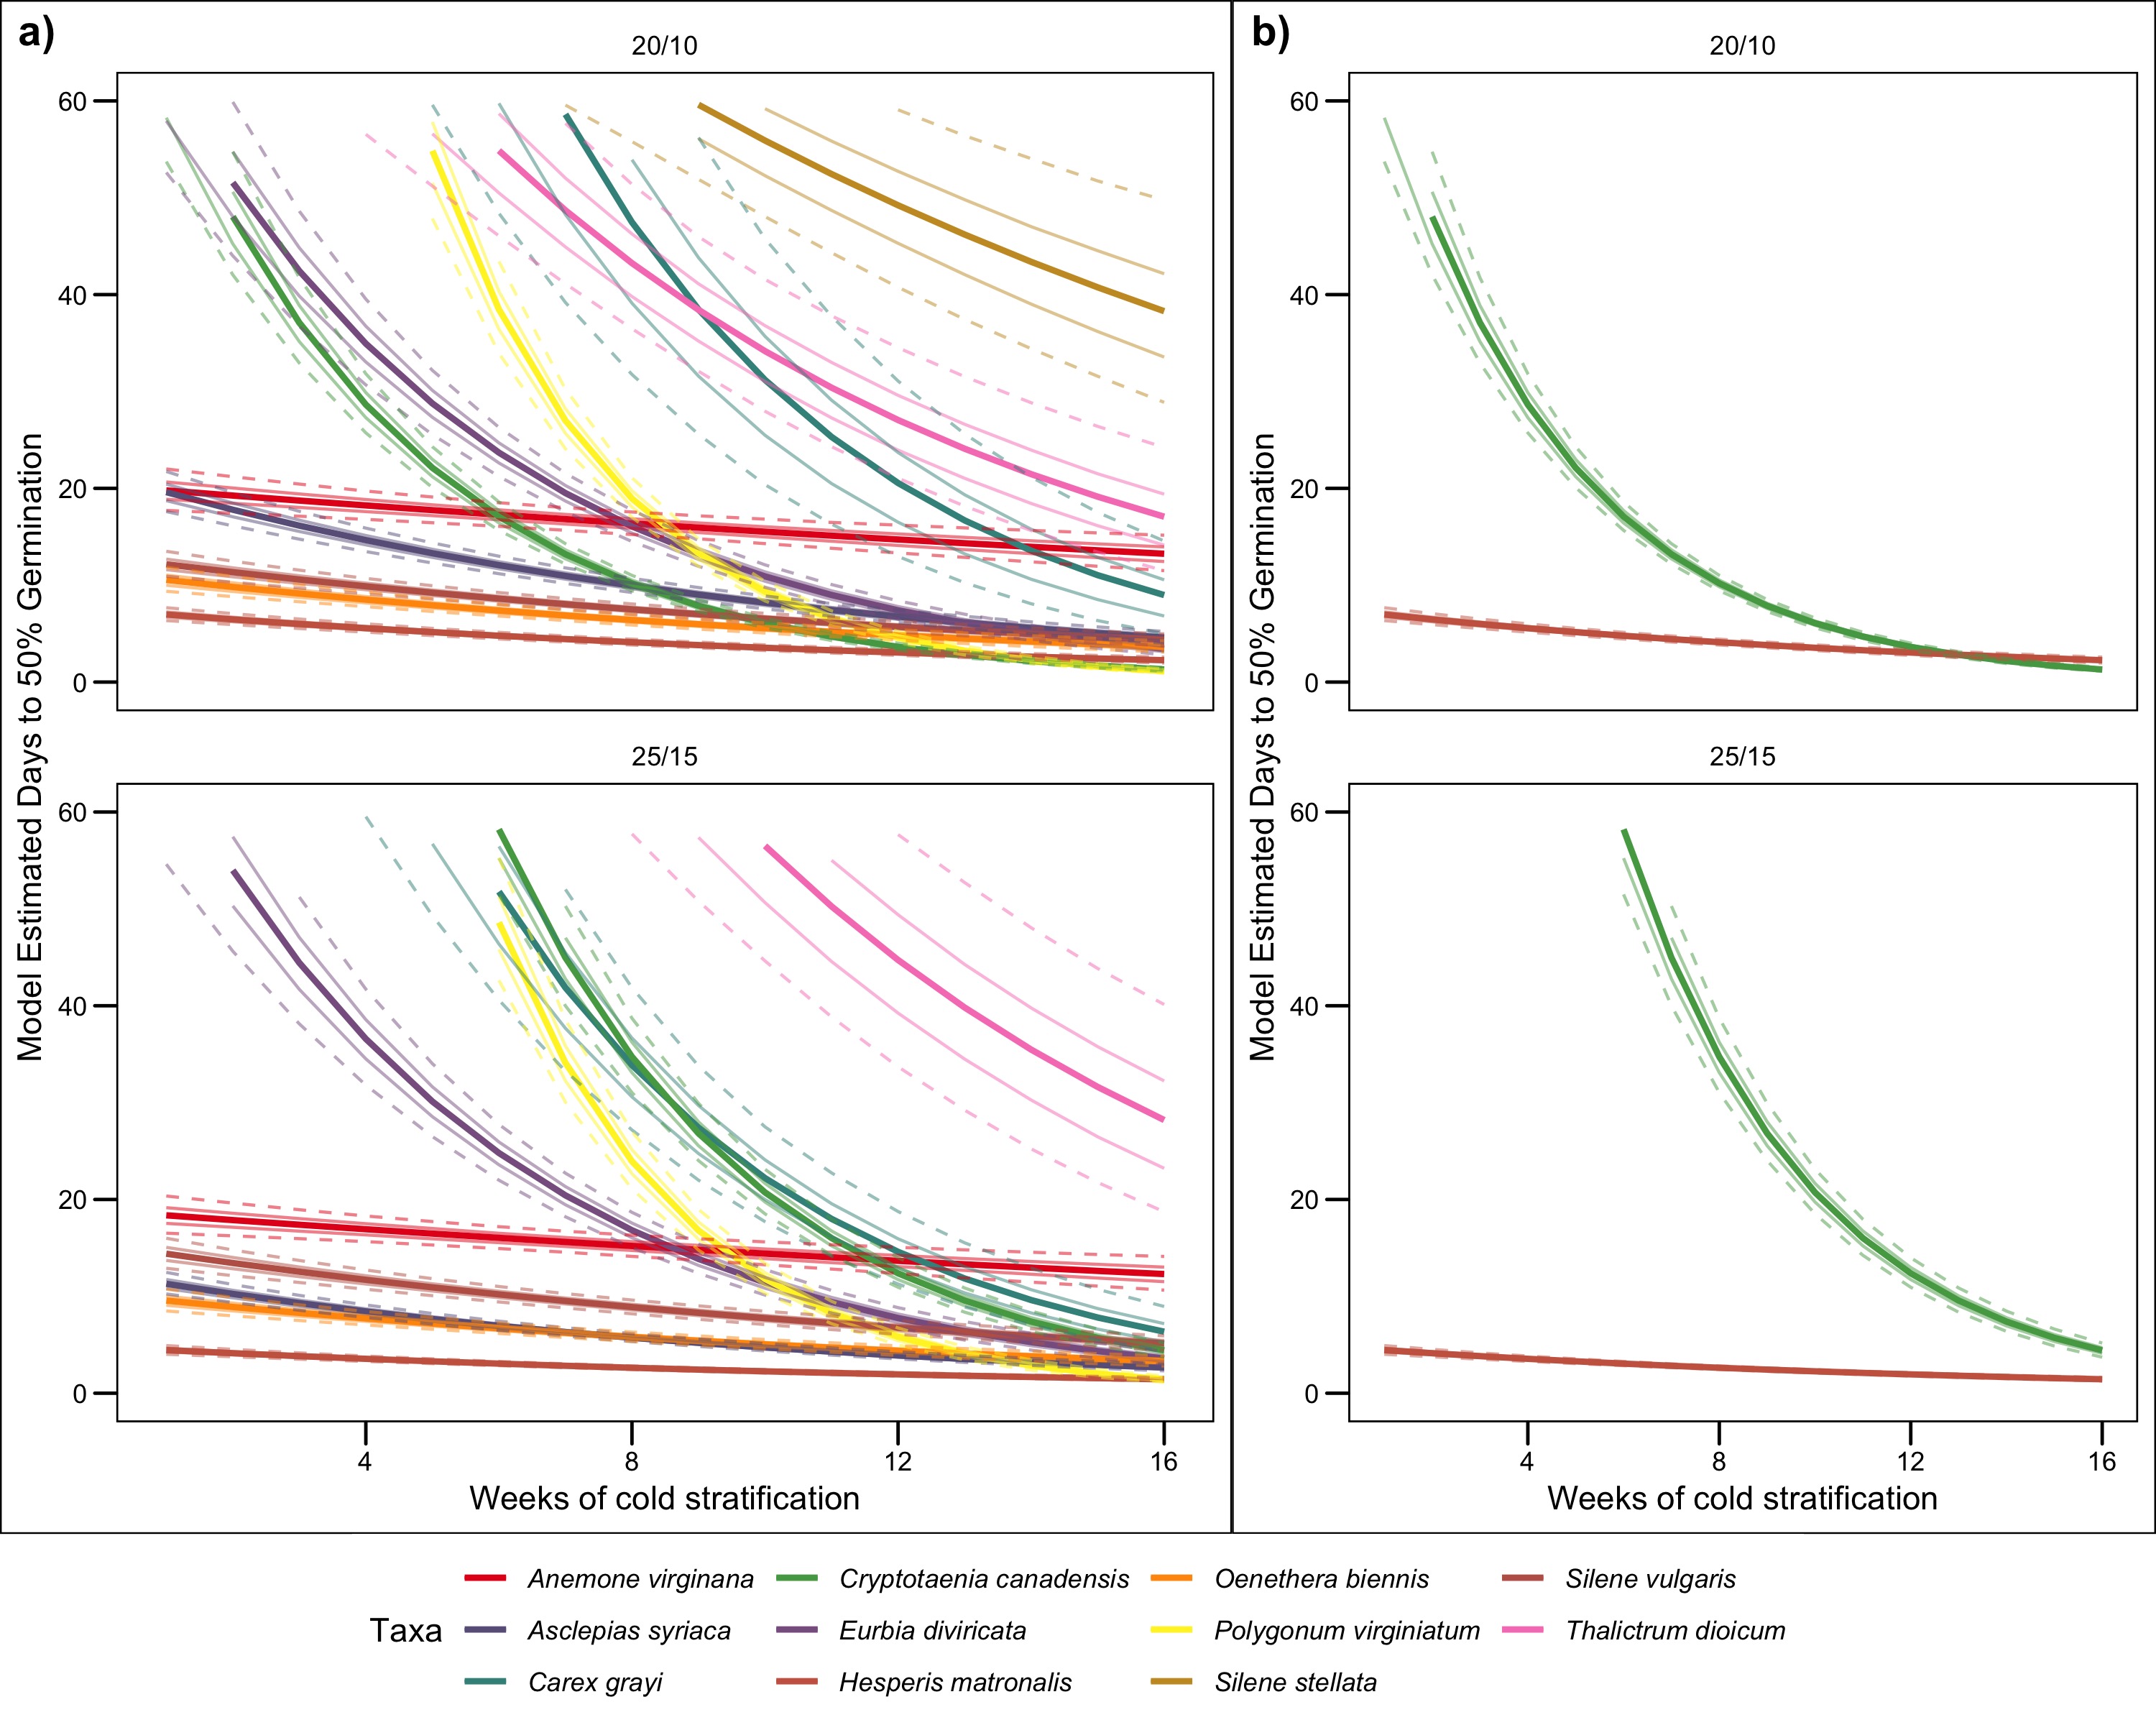 a)
20/10
60
40
20
0
Model Estimated Days to 50% Germination
25/15
60
40
20
0
4 8 12 16
Weeks of cold stratification
b)
20/10
60
40
20
0
Model Estimated Days to 50% Germination
25/15
60
40
20
0
4 8 12 16
Weeks of cold stratification
Anemone virginana Cryptotaenia canadensis Oenethera biennis Silene vulgaris
Taxa Asclepias syriaca Eurbia diviricata Polygonum virginiatum Thalictrum dioicum
Carex grayi Hesperis matronalis Silene stellata